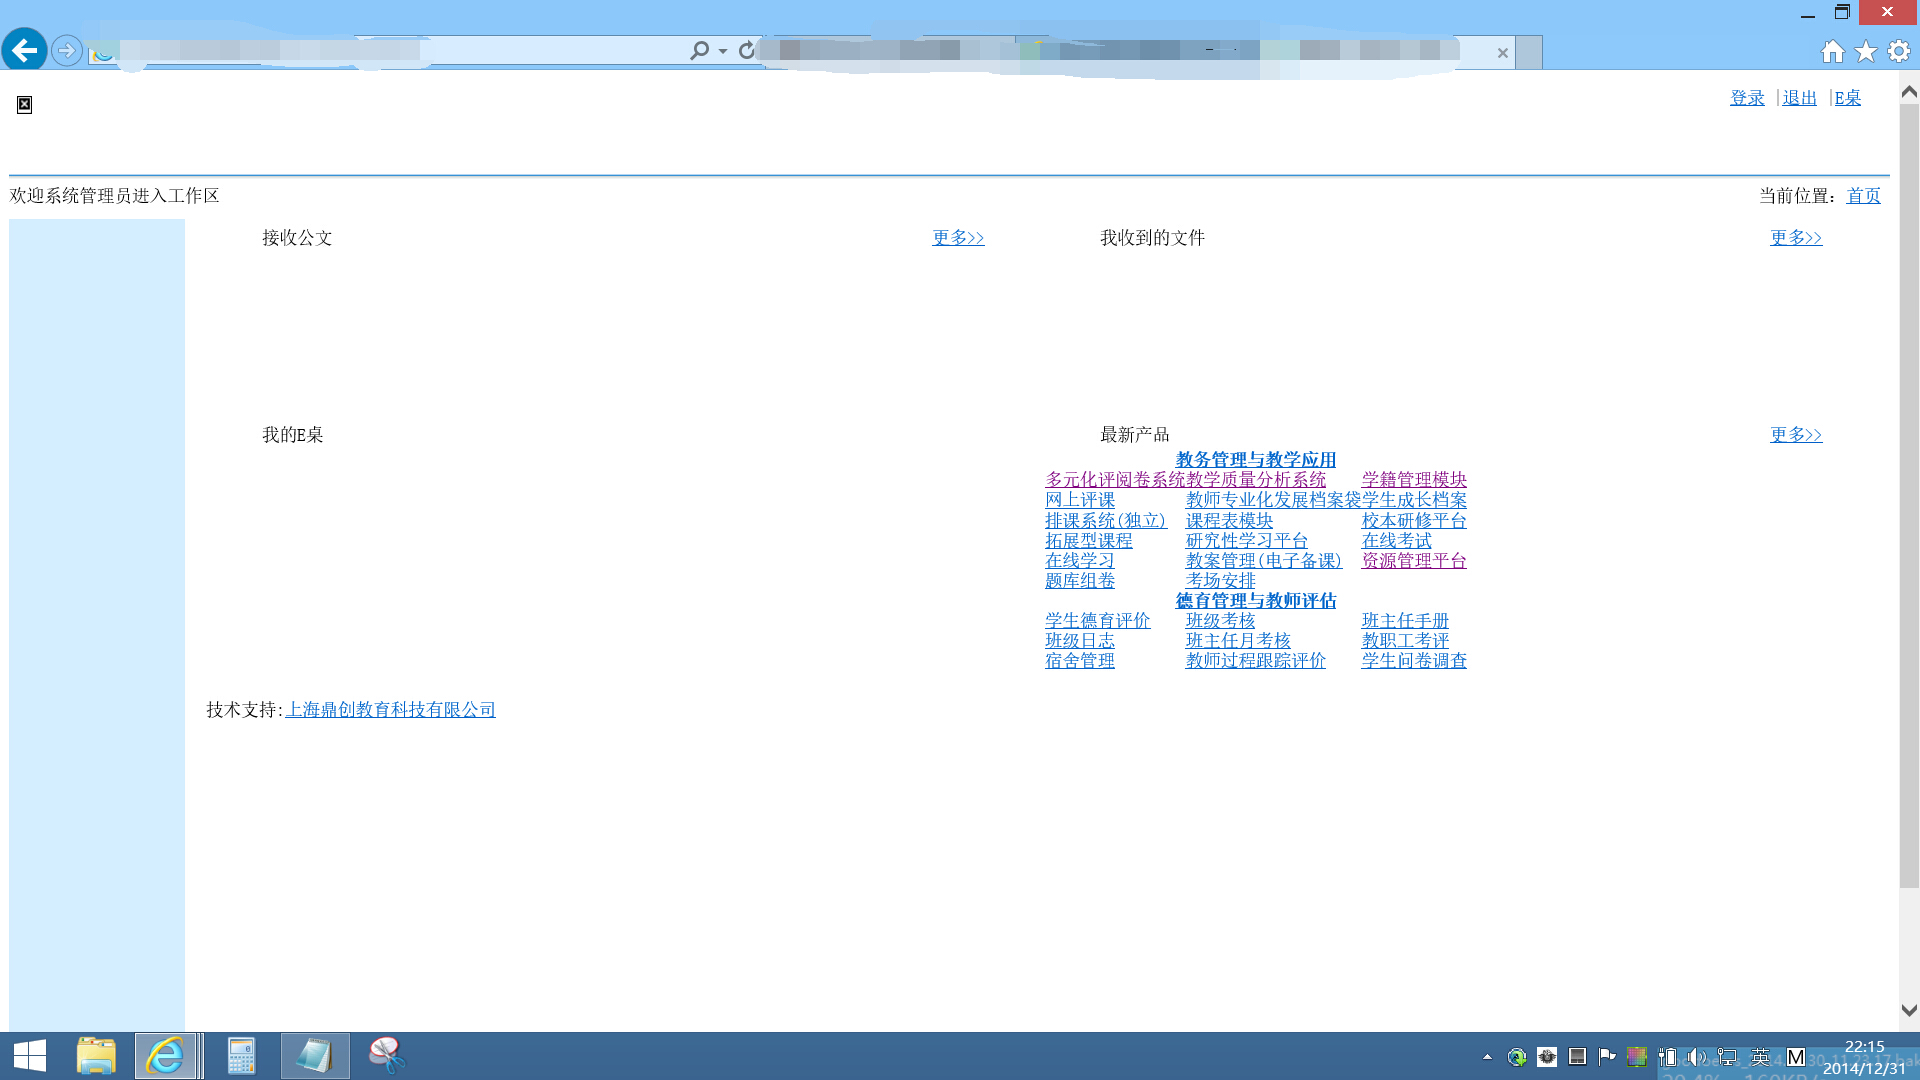 登录 |退出 |E桌
欢迎系统管理员进入工作区
当前位置：首页
接收公文 更多>>
我收到的文件 更多>>
我的E桌
最新产品 更多>>
教务管理与教学应用
多元化评阅卷系统 教学质量分析系统 学籍管理模块
网上评课 教师专业化发展档案袋 学生成长档案
排课系统(独立) 课程表模块 校本研修平台
拓展型课程 研究性学习平台 在线考试
在线学习 教案管理(电子备课) 资源管理平台
题库组卷 考场安排
德育管理与教师评估
学生德育评价 班级考核 班主任手册
班级日志 班主任月考核 教职工考评
宿舍管理 教师过程跟踪评价 学生问卷调查
技术支持:上海鼎创教育科技有限公司
英 M
22:15
2014/12/31